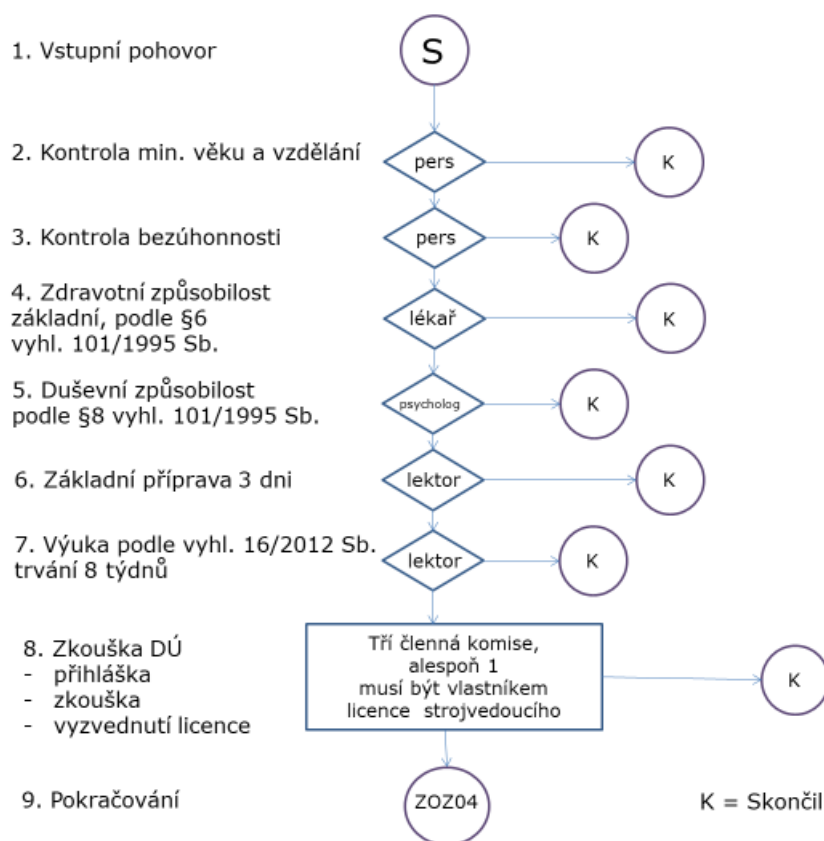 1. Vstupní pohovor
S
2. Kontrola min. věku a vzdělání
pers
K
3. Kontrola bezúhonnosti
pers
K
4. Zdravotní způsobilost
základní, podle §6
vyhl. 101/1995 Sb.
lékař
K
5. Duševní způsobilost
podle §8 vyhl. 101/1995 Sb.
psycholog
K
6. Základní příprava 3 dni
lektor
K
7. Výuka podle vyhl. 16/2012 Sb.
trvání 8 týdnů
lektor
K
8. Zkouška DÚ
- přihláška
- zkouška
- vyzvednutí licence
Tří členná komise,
alespoň 1
musí být vlastníkem
licence strojvedoucího
K
9. Pokračování
ZOZ04
K = Skončil